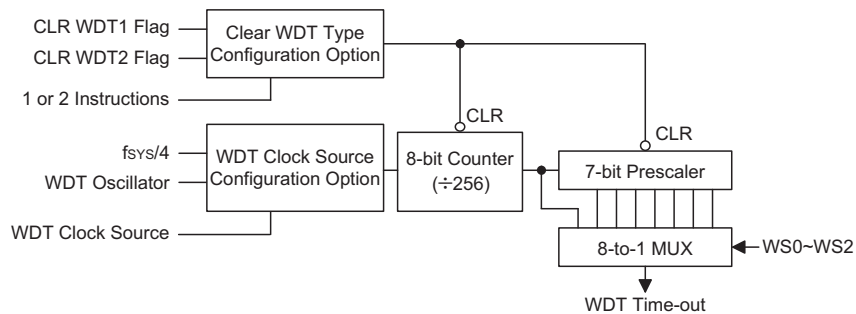 CLR WDT1 Flag
CLR WDT2 Flag
1 or 2 Instructions
Clear WDT Type
Configuration Option
CLR
CLR
fSYS/4
WDT Oscillator
WDT Clock Source
WDT Clock Source
Configuration Option
8-bit Counter
(÷256)
7-bit Prescaler
8-to-1 MUX
WS0~WS2
WDT Time-out